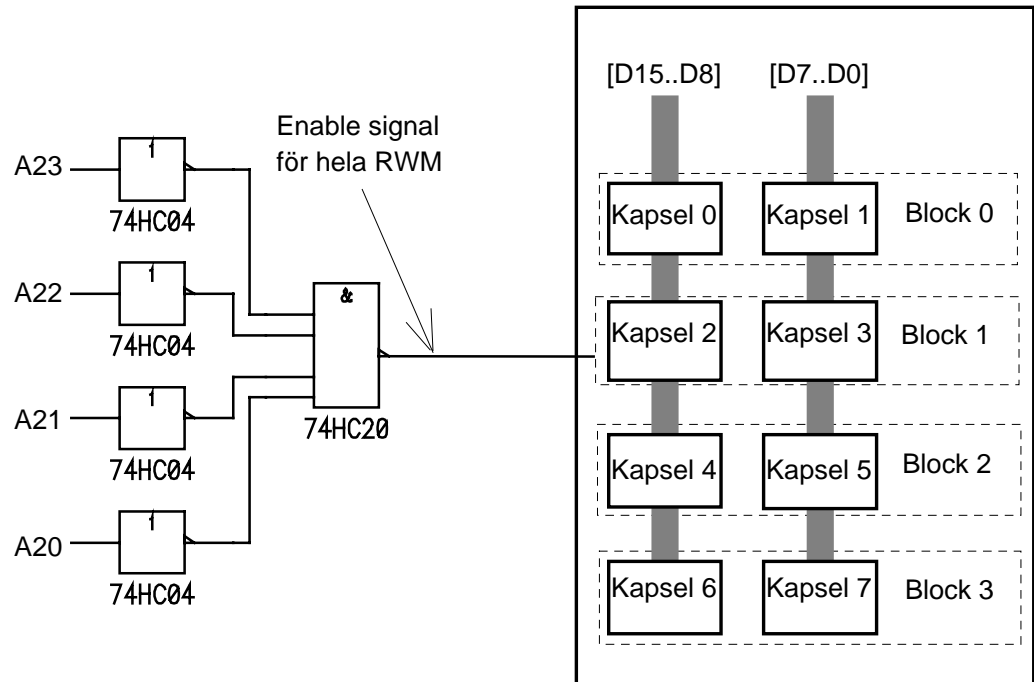 [D15..D8]
[D7..D0]
Enable signal
för hela RWM
A23
1
74HC04
Kapsel 0
Kapsel 1
Block 0
A22
1
74HC04
&
Kapsel 2
Kapsel 3
Block 1
A21
1
74HC04
74HC20
Kapsel 4
Kapsel 5
Block 2
A20
1
74HC04
Kapsel 6
Kapsel 7
Block 3